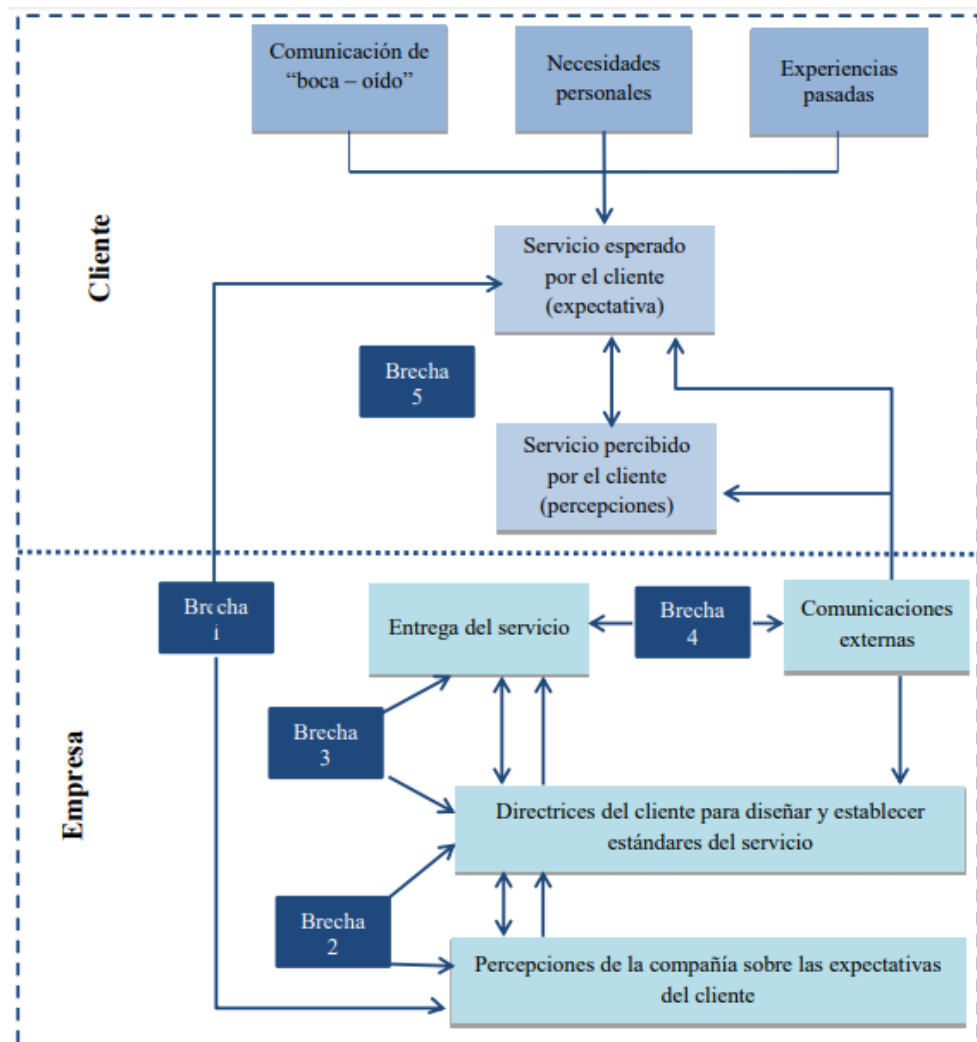 Comunicación de
“boca – oído”
Necesidades
personales
Experiencias
pasadas
Cliente
Servicio esperado
por el cliente
(expectativa)
Brecha
5
Servicio percibido
por el cliente
(percepciones)
Empresa
Brecha
1
Entrega del servicio
Brecha
4
Comunicaciones
externas
Brecha
3
Directrices del cliente para diseñar y establecer
estándares del servicio
Brecha
2
Percepciones de la compañía sobre las expectativas
del cliente